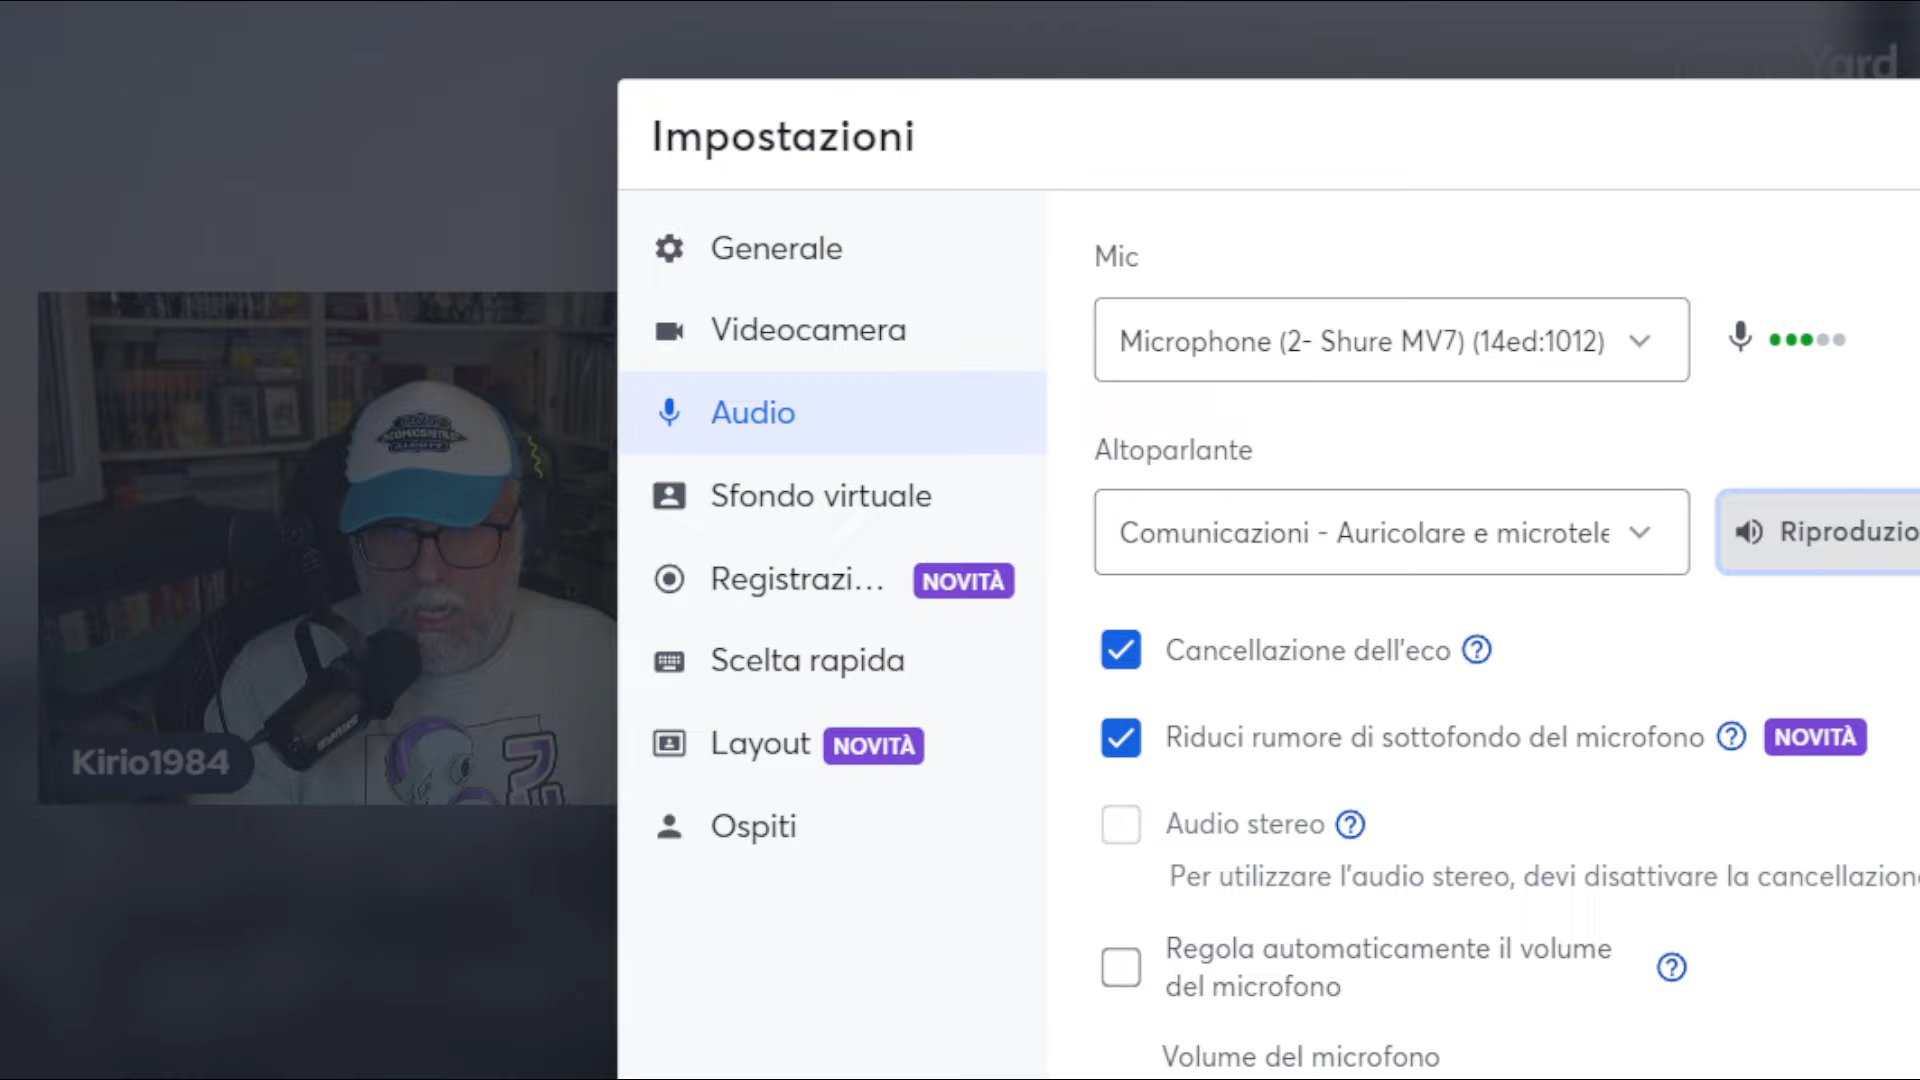 Yard
Impostazioni
Generale
Videocamera
Audio
Sfondo virtuale
Registrazi... NOVITÀ
Scelta rapida
Layout NOVITÀ
Ospiti
Mic
Microphone (2- Shure MV7) (14ed:1012)
Altoparlante
Comunicazioni - Auricolare e microtele
Riproduzio
Cancellazione dell'eco
Riduci rumore di sottofondo del microfono NOVITÀ
Audio stereo
Per utilizzare l'audio stereo, devi disattivare la cancellazione
Regola automaticamente il volume
del microfono
Volume del microfono
Kirio1984